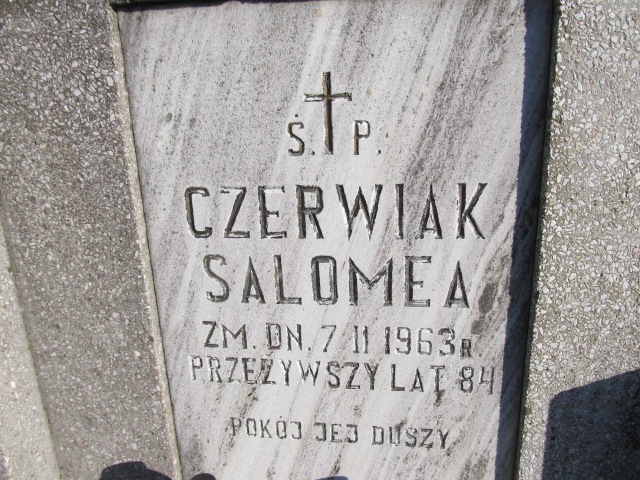 Ś. P.
CZERWIAK
SALOMEA
ZM. DN. 7 II 1963 R.
PRZEŻYWSZY LAT 84
POKÓJ JEJ DUSZY